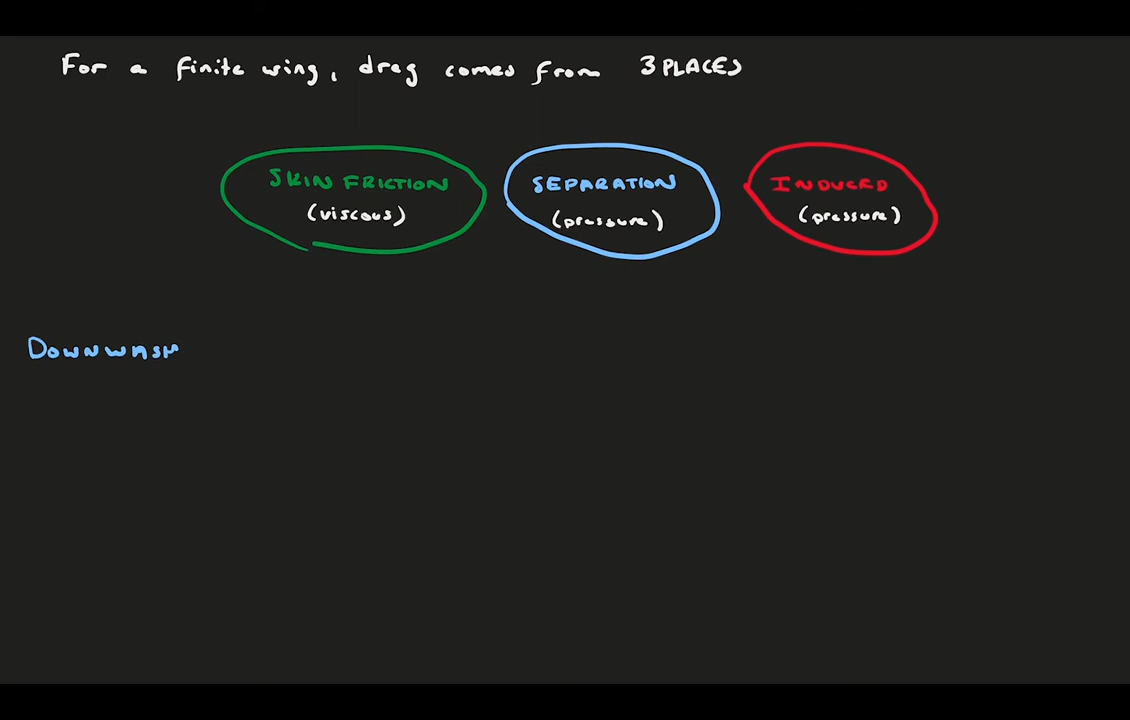 For a finite wing, drag comes from 3 PLACES
SKIN FRICTION
(viscous)
SEPARATION
(pressure)
INDUCED
(pressure)
DOWNWASH